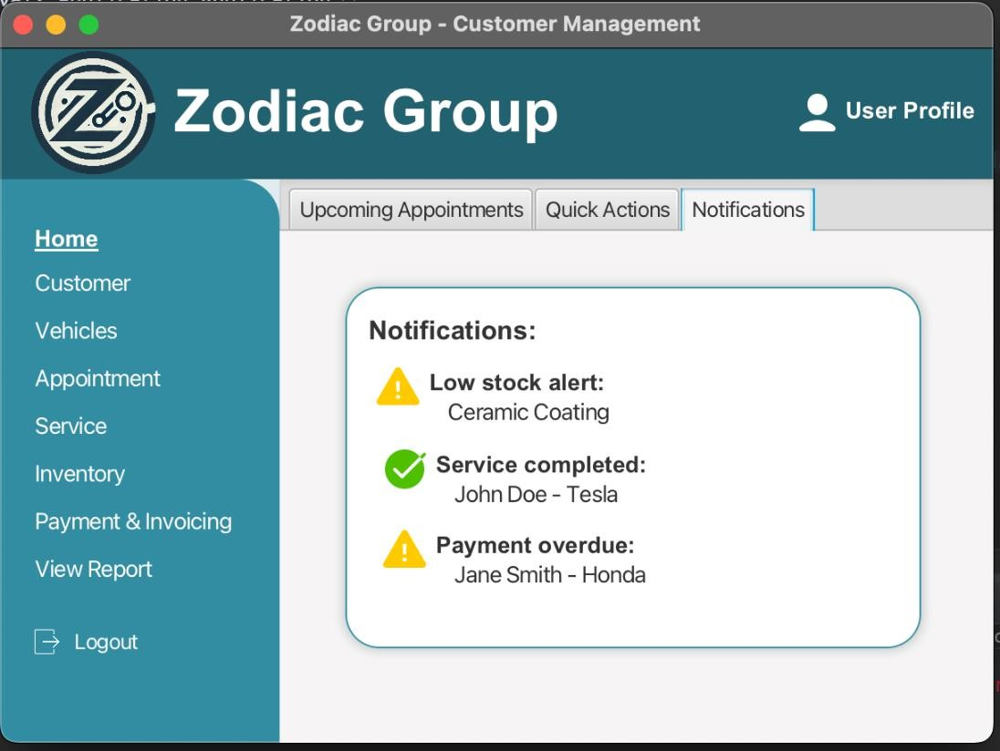 Zodiac Group - Customer Management
Zodiac Group
User Profile
Home
Customer
Vehicles
Appointment
Service
Inventory
Payment & Invoicing
View Report
Logout
Upcoming Appointments
Quick Actions
Notifications
Notifications:
Low stock alert:
Ceramic Coating
Service completed:
John Doe - Tesla
Payment overdue:
Jane Smith - Honda